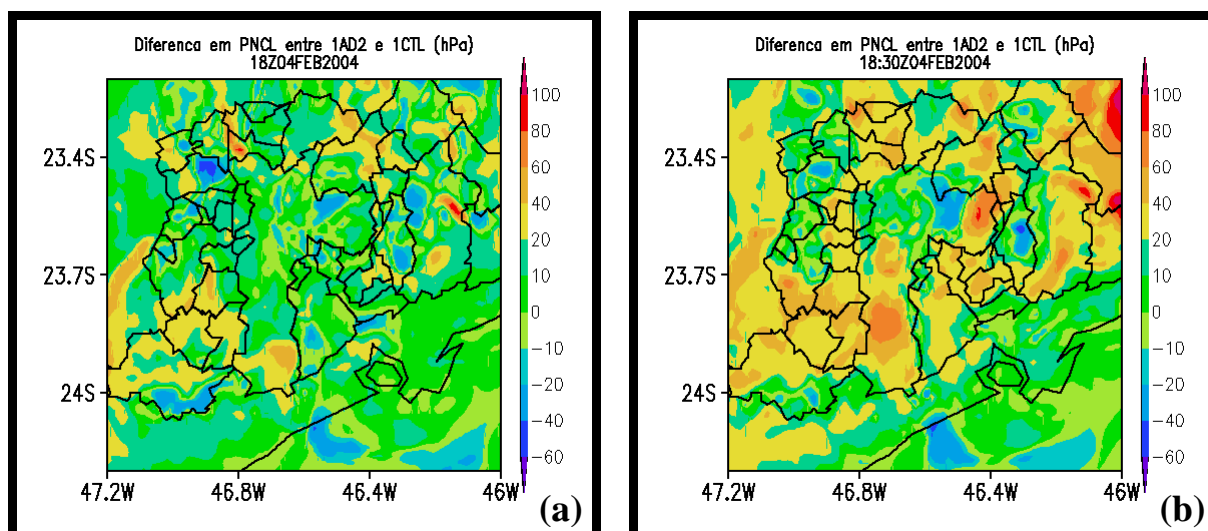 Diferenca em PNCL entre 1AD2 e 1CTL (hPa)
18Z04FEB2004
100
80
60
40
20
10
0
−10
−20
−40
−60
23.4S
23.7S
24S
47.2W
46.8W
46.4W
46W
(a)
Diferenca em PNCL entre 1AD2 e 1CTL (hPa)
18:30Z04FEB2004
100
80
60
40
20
10
0
−10
−20
−40
−60
23.4S
23.7S
24S
47.2W
46.8W
46.4W
46W
(b)